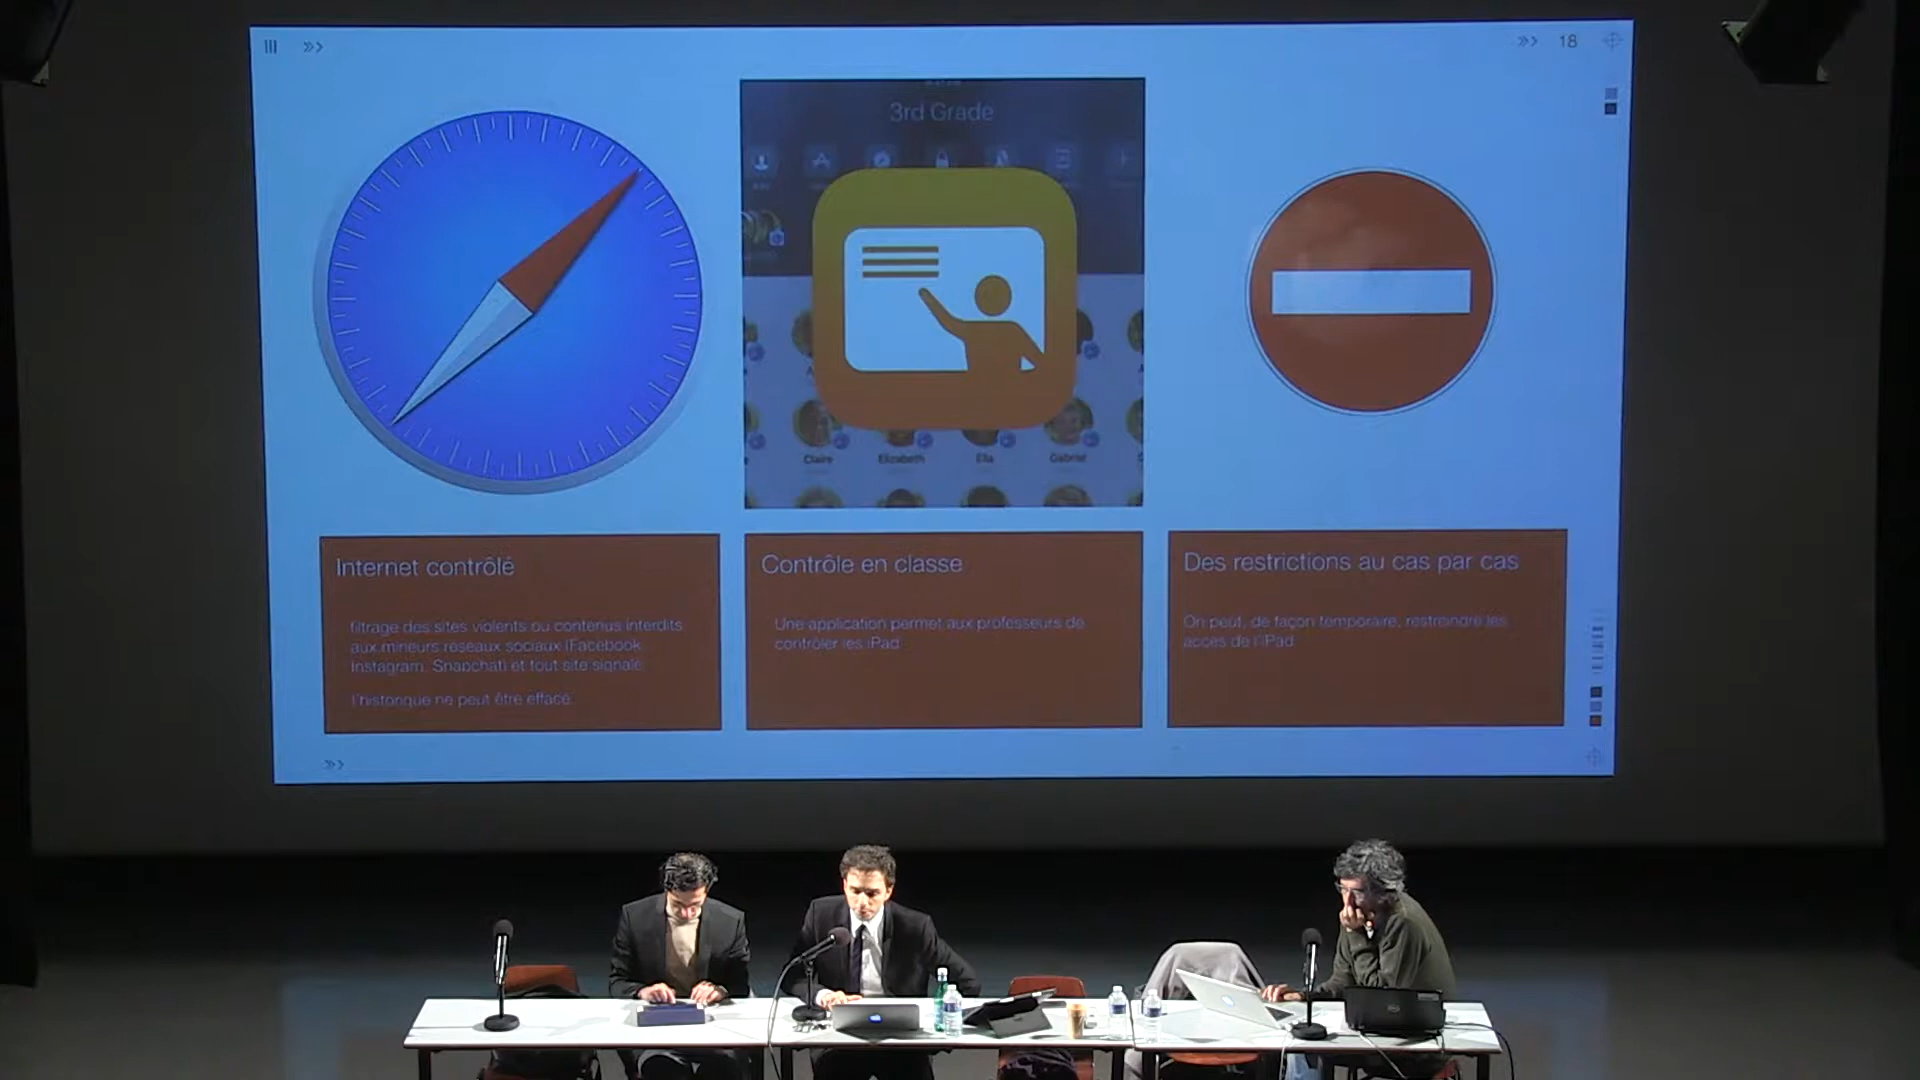 18
3rd Grade
Claire Elizabeth Ella Gabriel
Internet contrôlé
filtrage des sites violents ou contenus interdits
aux mineurs réseaux sociaux (Facebook
Instagram, Snapchat) et tout site signalé
l'historique ne peut être effacé.
Contrôle en classe
Une application permet aux professeurs de
contrôler les iPad
Des restrictions au cas par cas
On peut, de façon temporaire, restreindre les
accès de l'iPad